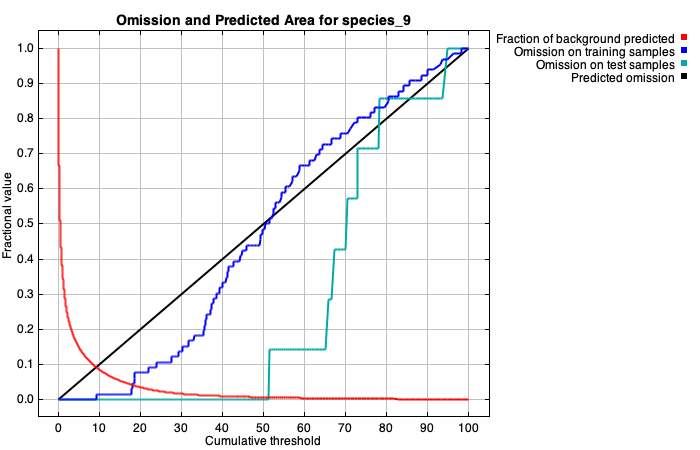 Omission and Predicted Area for species_9
Fraction of background predicted
Omission on training samples
Omission on test samples
Predicted omission
Fractional value
1.0
0.9
0.8
0.7
0.6
0.5
0.4
0.3
0.2
0.1
0.0
0 10 20 30 40 50 60 70 80 90 100
Cumulative threshold